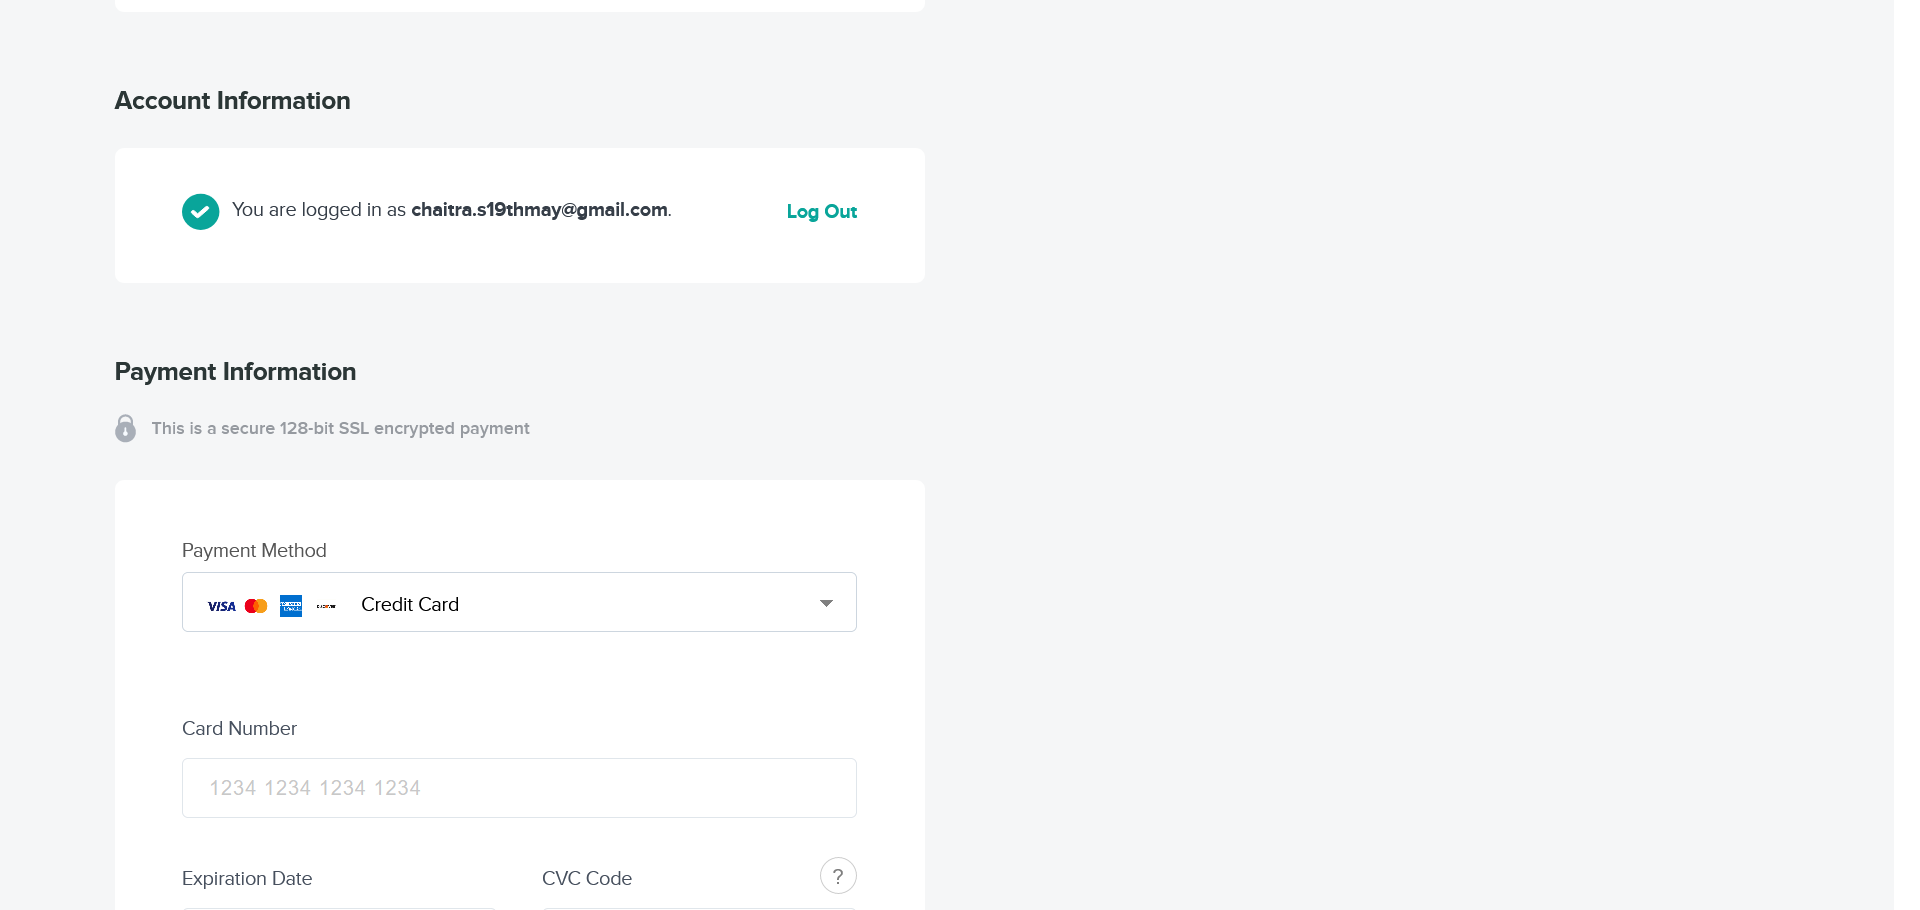 Account Information
You are logged in as chaitra.s19thmay@gmail.com. Log Out
Payment Information
This is a secure 128-bit SSL encrypted payment
Payment Method
VISA Credit Card
Card Number
1234 1234 1234 1234
Expiration Date CVC Code ?